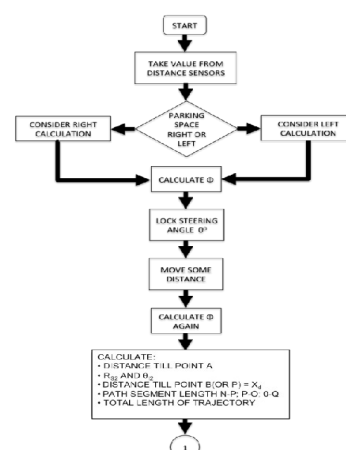 START
TAKE VALUE FROM
DISTANCE SENSORS
PARKING
SPACE
RIGHT OR
LEFT
CONSIDER RIGHT
CALCULATION
CONSIDER LEFT
CALCULATION
CALCULATE Φ
LOCK STEERING
ANGLE 0º
MOVE SOME
DISTANCE
CALCULATE Φ
AGAIN
CALCULATE:
• DISTANCE TILL POINT A
AND
• DISTANCE TILL POINT B(OR P) = X
• PATH SEGMENT LENGTH N-P; P-O; 0-Q
• TOTAL LENGTH OF TRAJECTORY
1